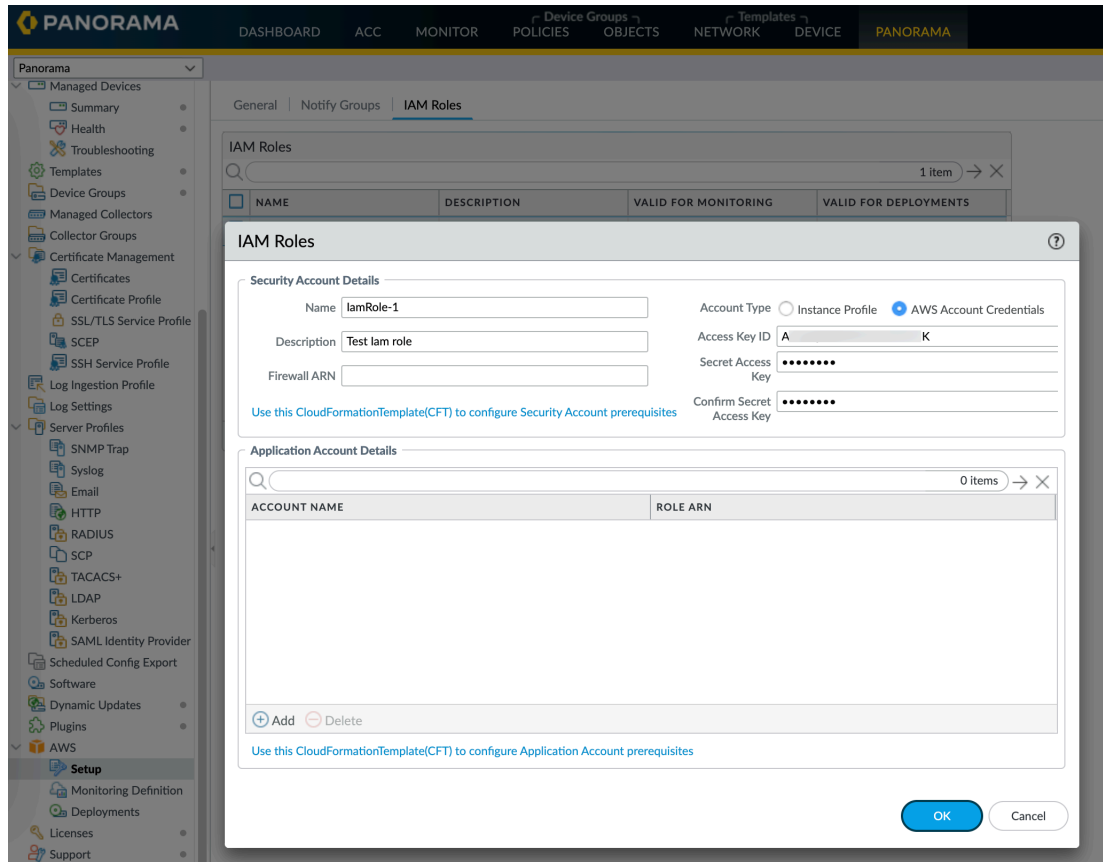 PANORAMA
Device Groups
Templates
DASHBOARD ACC MONITOR POLICIES OBJECTS NETWORK DEVICE PANORAMA
Panorama
Managed Devices
Summary
Health
Troubleshooting
Templates
Device Groups
Managed Collectors
Collector Groups
Certificate Management
Certificates
Certificate Profile
SSL/TLS Service Profile
SCEP
SSH Service Profile
Log Ingestion Profile
Log Settings
Server Profiles
SNMP Trap
Syslog
Email
HTTP
RADIUS
SCP
TACACS+
LDAP
Kerberos
SAML Identity Provider
Scheduled Config Export
Software
Dynamic Updates
Plugins
AWS
Setup
Monitoring Definition
Deployments
Licenses
Support
General Notify Groups IAM Roles
IAM Roles
1 item
NAME DESCRIPTION VALID FOR MONITORING VALID FOR DEPLOYMENTS
IAM Roles
Security Account Details
Name IamRole-1
Description Test Iam role
Firewall ARN
Use this CloudFormationTemplate(CFT) to configure Security Account prerequisites
Account Type Instance Profile AWS Account Credentials
Access Key ID A K
Secret Access Key ••••••••
Confirm Secret Access Key ••••••••
Application Account Details
0 items
ACCOUNT NAME ROLE ARN
Add Delete
Use this CloudFormationTemplate(CFT) to configure Application Account prerequisites
OK Cancel